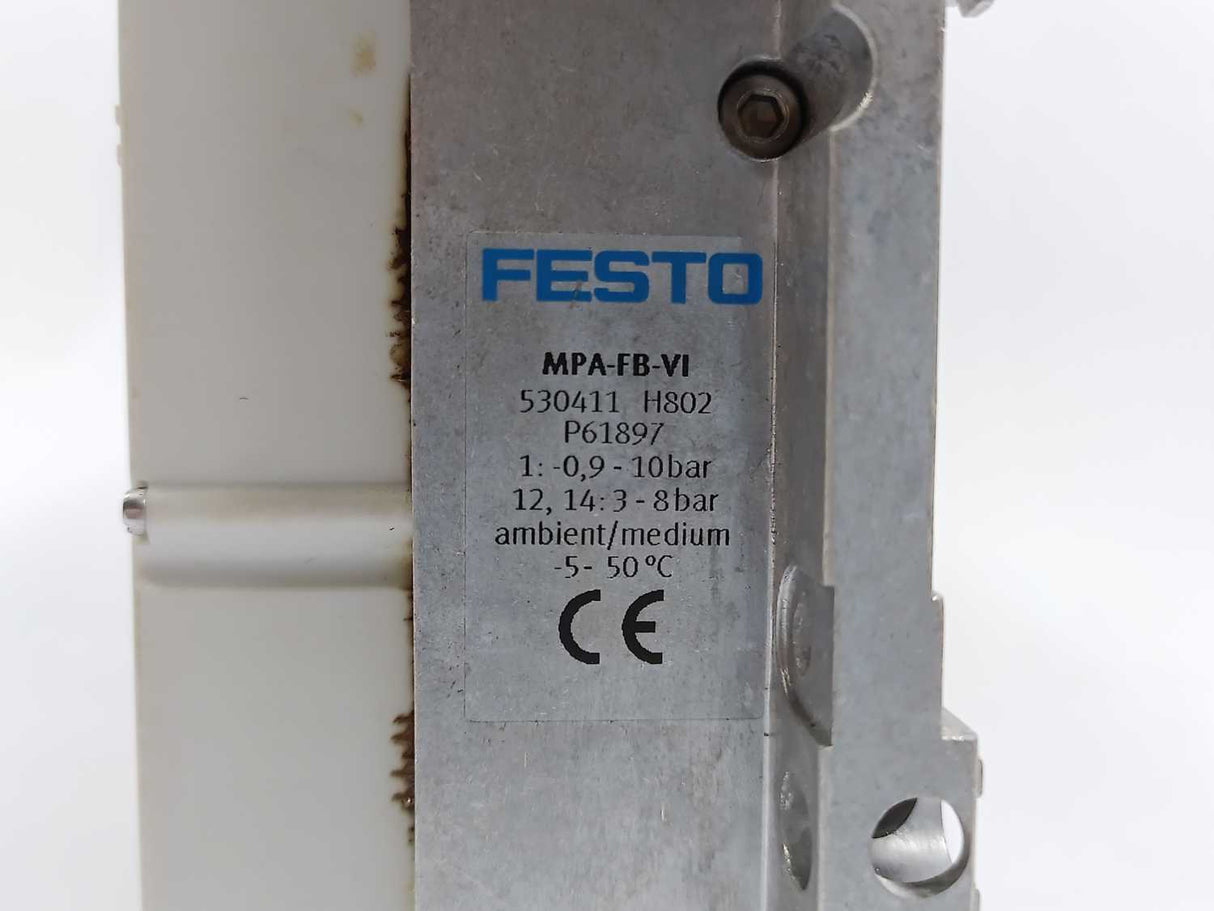 FESTO
MPA-FB-VI
530411 H802
P61897
1: -0,9 - 10bar
12, 14: 3 - 8bar
ambient/medium
-5- 50°C
CE